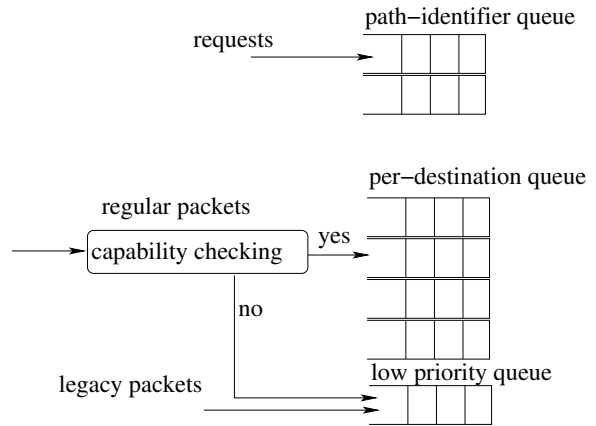 path−identifier queue
requests
per−destination queue
regular packets
capability checking
yes
no
low priority queue
legacy packets